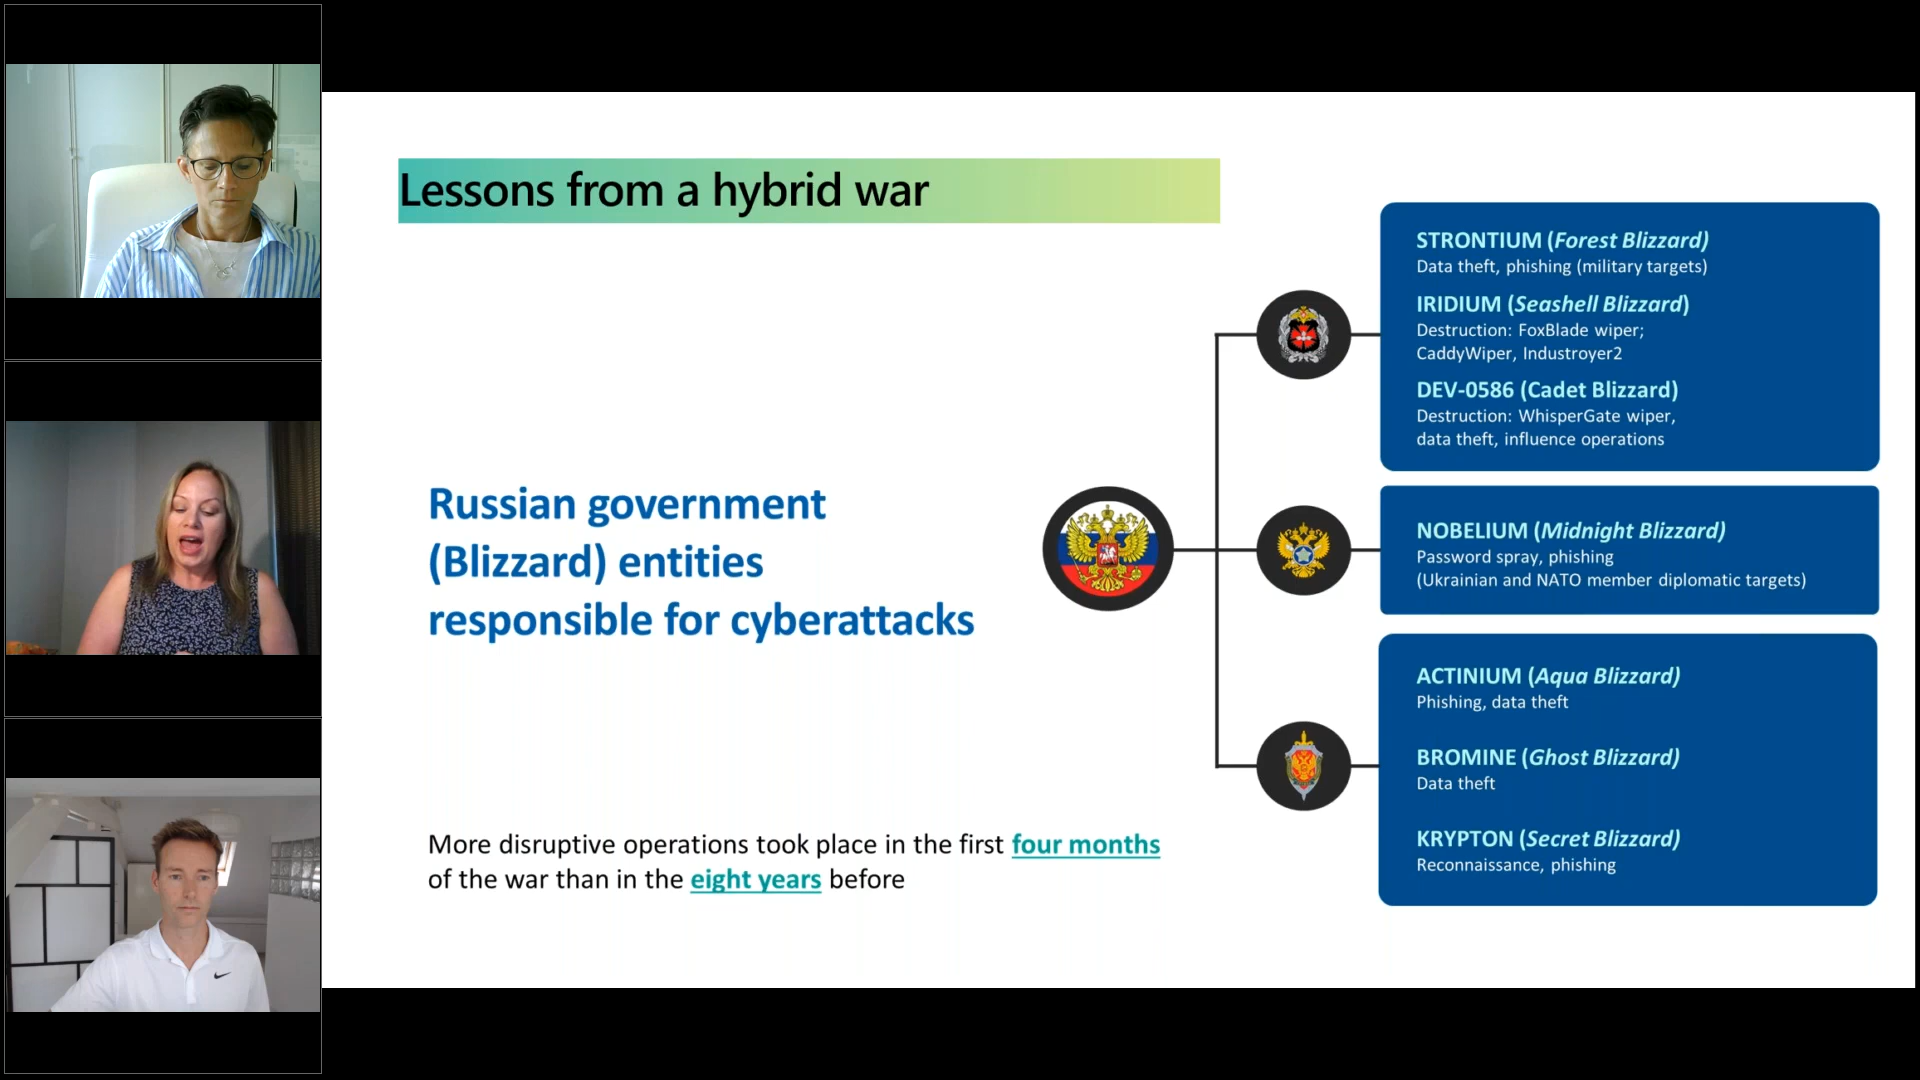 Lessons from a hybrid war
Russian government
(Blizzard) entities
responsible for cyberattacks
More disruptive operations took place in the first four months
of the war than in the eight years before
STRONTIUM (Forest Blizzard)
Data theft, phishing (military targets)
IRIDIUM (Seashell Blizzard)
Destruction: FoxBlade wiper;
CaddyWiper, Industroyer2
DEV-0586 (Cadet Blizzard)
Destruction: WhisperGate wiper,
data theft, influence operations
NOBELIUM (Midnight Blizzard)
Password spray, phishing
(Ukrainian and NATO member diplomatic targets)
ACTINIUM (Aqua Blizzard)
Phishing, data theft
BROMINE (Ghost Blizzard)
Data theft
KRYPTON (Secret Blizzard)
Reconnaissance, phishing